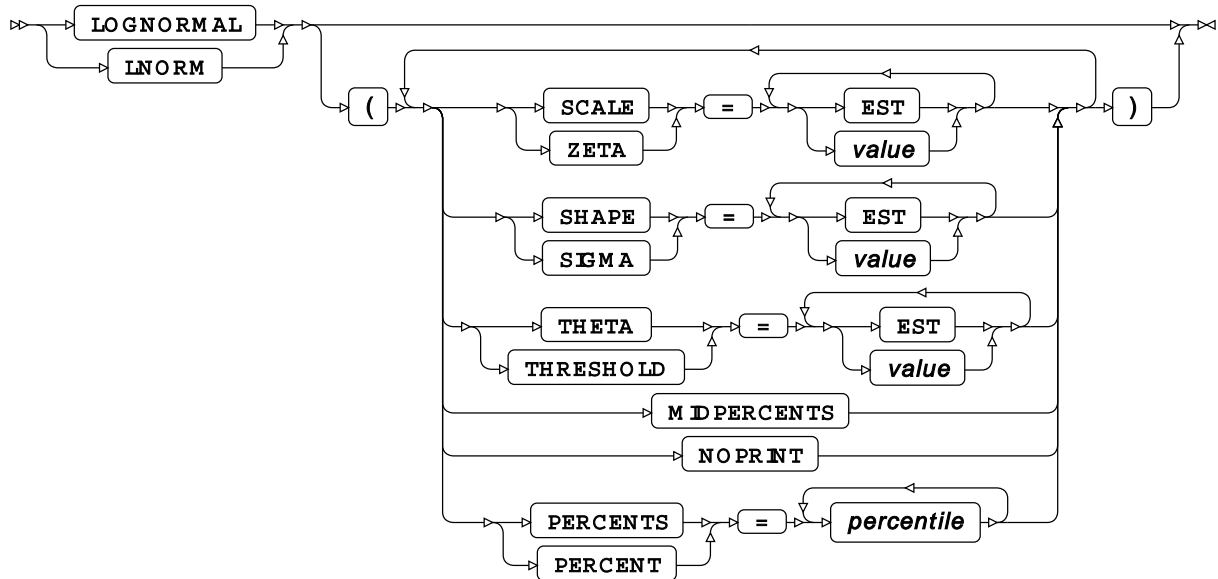 LOGNORMAL
LNORM
( SCALE = EST )
ZETA value
SHAPE = EST
SIGMA value
THETA = EST
THRESHOLD value
MIDPERCENTS
NOPRINT
PERCENTS = percentile
PERCENT